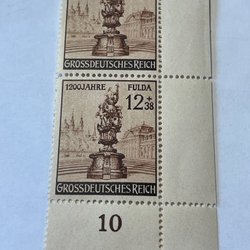 GROSSDEUTSCHES REICH
1200 JAHRE FULDA
12+38
GROSSDEUTSCHES REICH
10